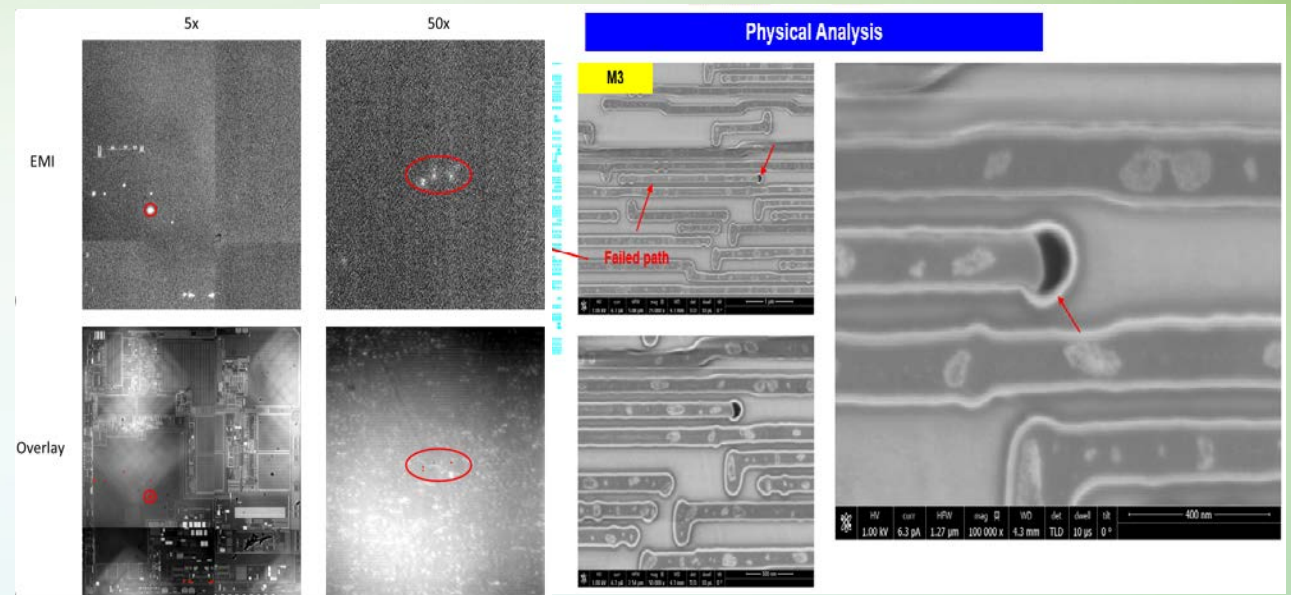 5x
50x
Physical Analysis
EMI
M3
Failed path
Overlay
HV curr HFW mag WD det dwell tilt
1.00 kV 6.3 pA 1.27 µm 100 000 x 4.3 mm TLD 10 µs 0 °
400 nm